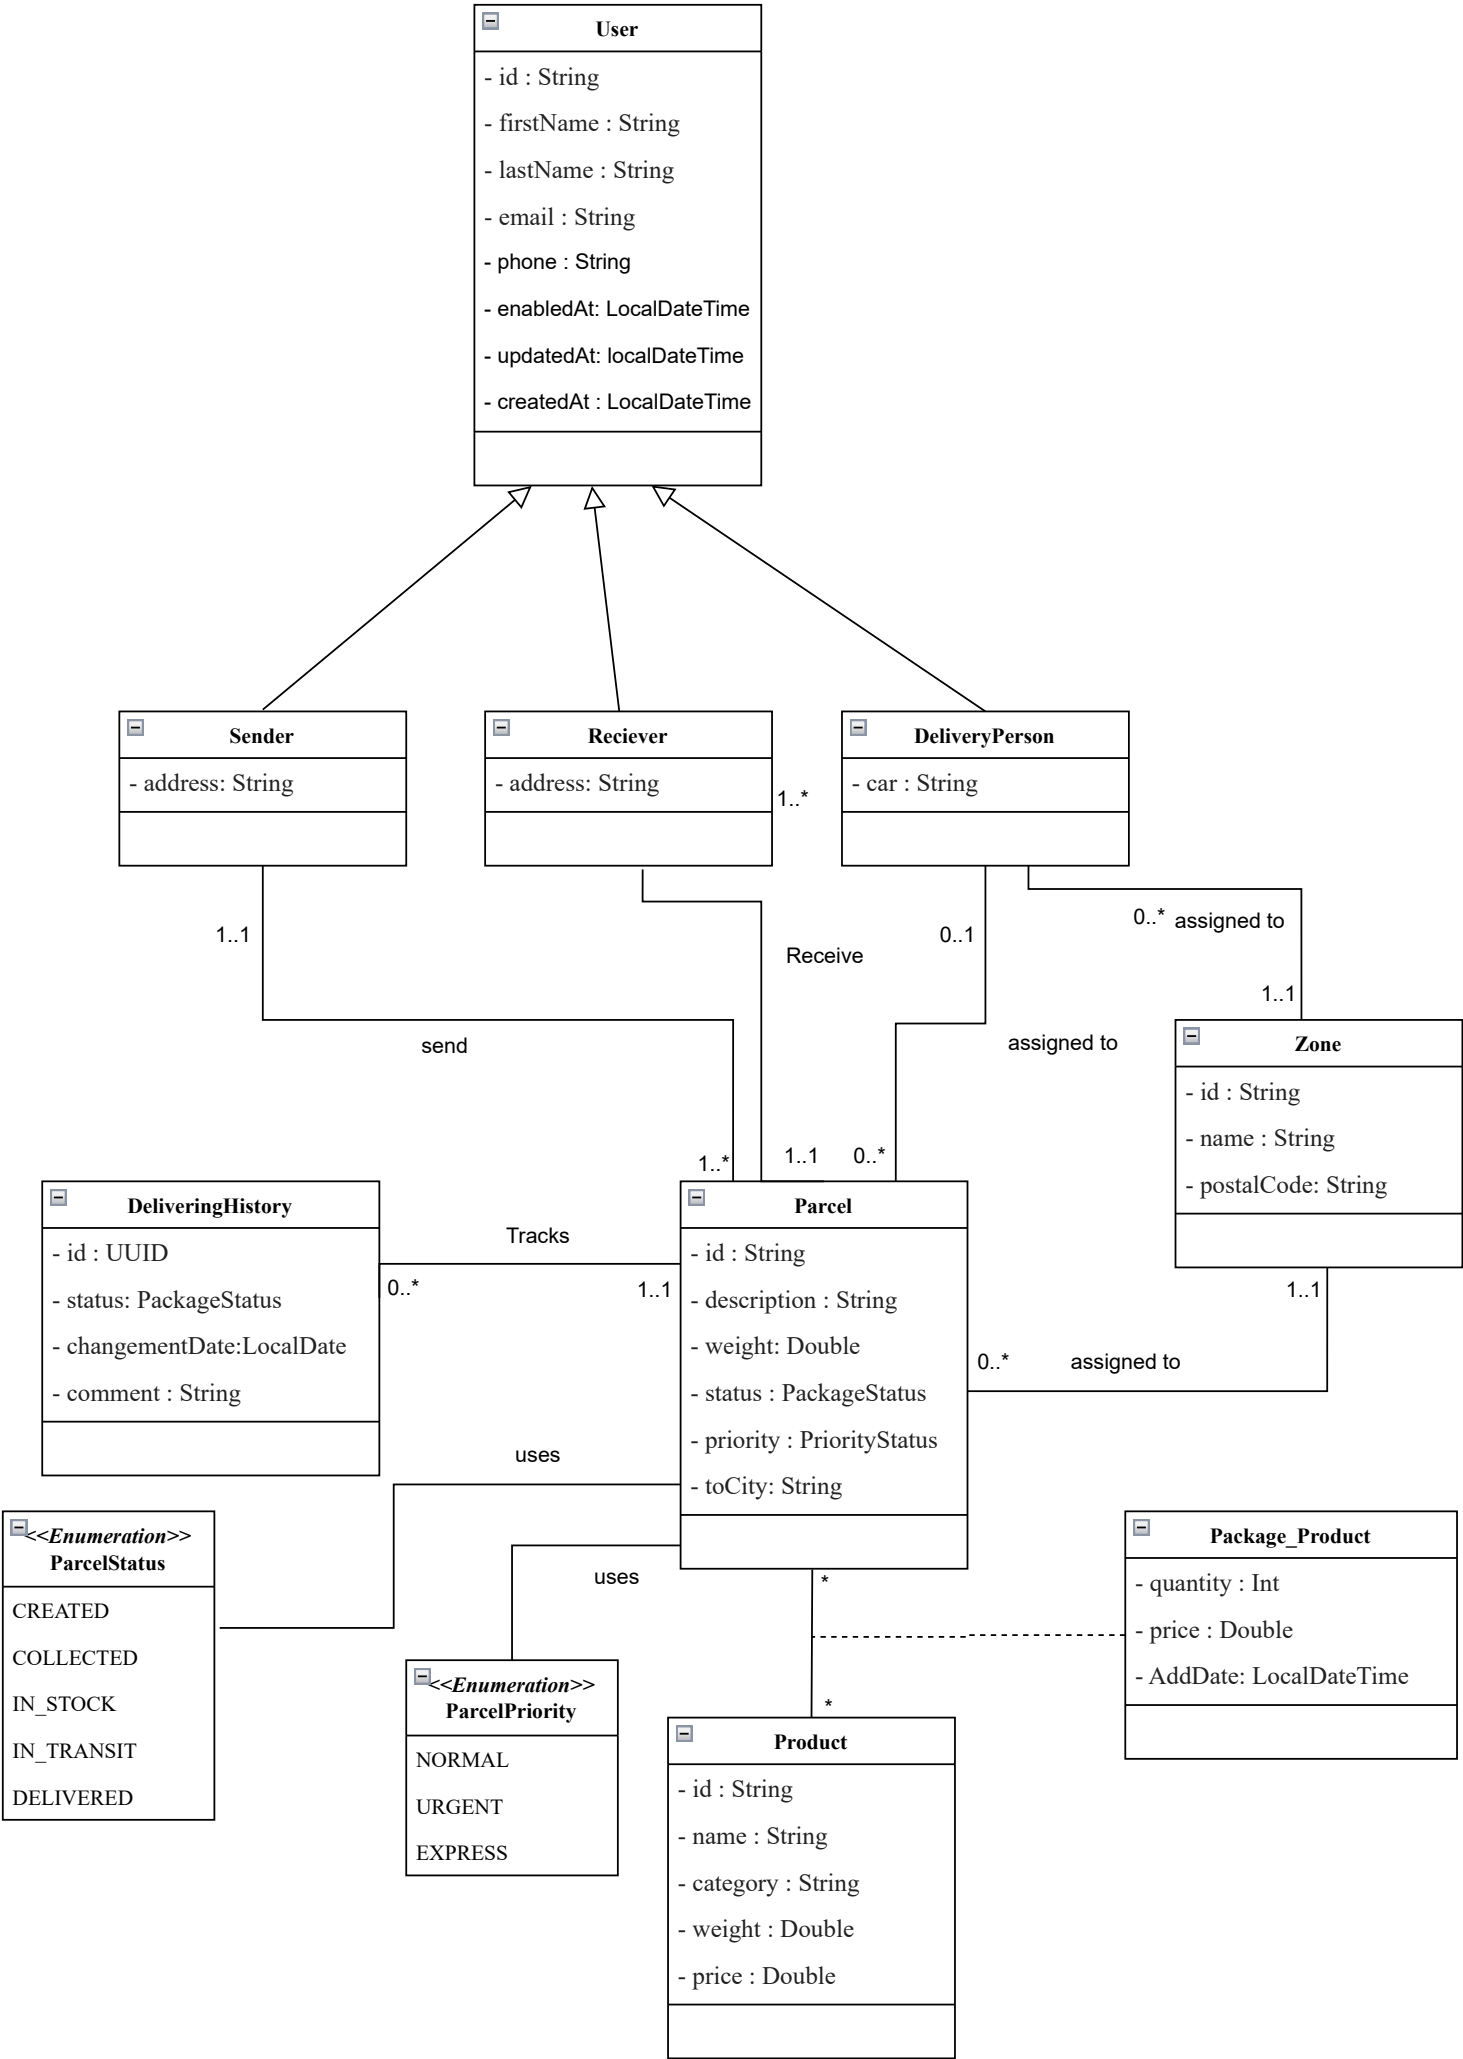 User
- id : String
- firstName : String
- lastName : String
- email : String
- phone : String
- enabledAt: LocalDateTime
- updatedAt: localDateTime
- createdAt : LocalDateTime
Sender
- address: String
Reciever
- address: String
1..*
DeliveryPerson
- car : String
1..1
Receive
0..1
0..*
assigned to
1..1
send
assigned to
Zone
- id : String
- name : String
- postalCode: String
1..*
1..1
0..*
DeliveringHistory
- id : UUID
- status: PackageStatus
- changementDate:LocalDate
- comment : String
Tracks
0..*
1..1
Parcel
- id : String
- description : String
- weight: Double
- status : PackageStatus
- priority : PriorityStatus
- toCity: String
1..1
0..*
assigned to
uses
<<Enumeration>>
ParcelStatus
CREATED
COLLECTED
IN_STOCK
IN_TRANSIT
DELIVERED
uses
<<Enumeration>>
ParcelPriority
NORMAL
URGENT
EXPRESS
*
*
Package_Product
- quantity : Int
- price : Double
- AddDate: LocalDateTime
Product
- id : String
- name : String
- category : String
- weight : Double
- price : Double